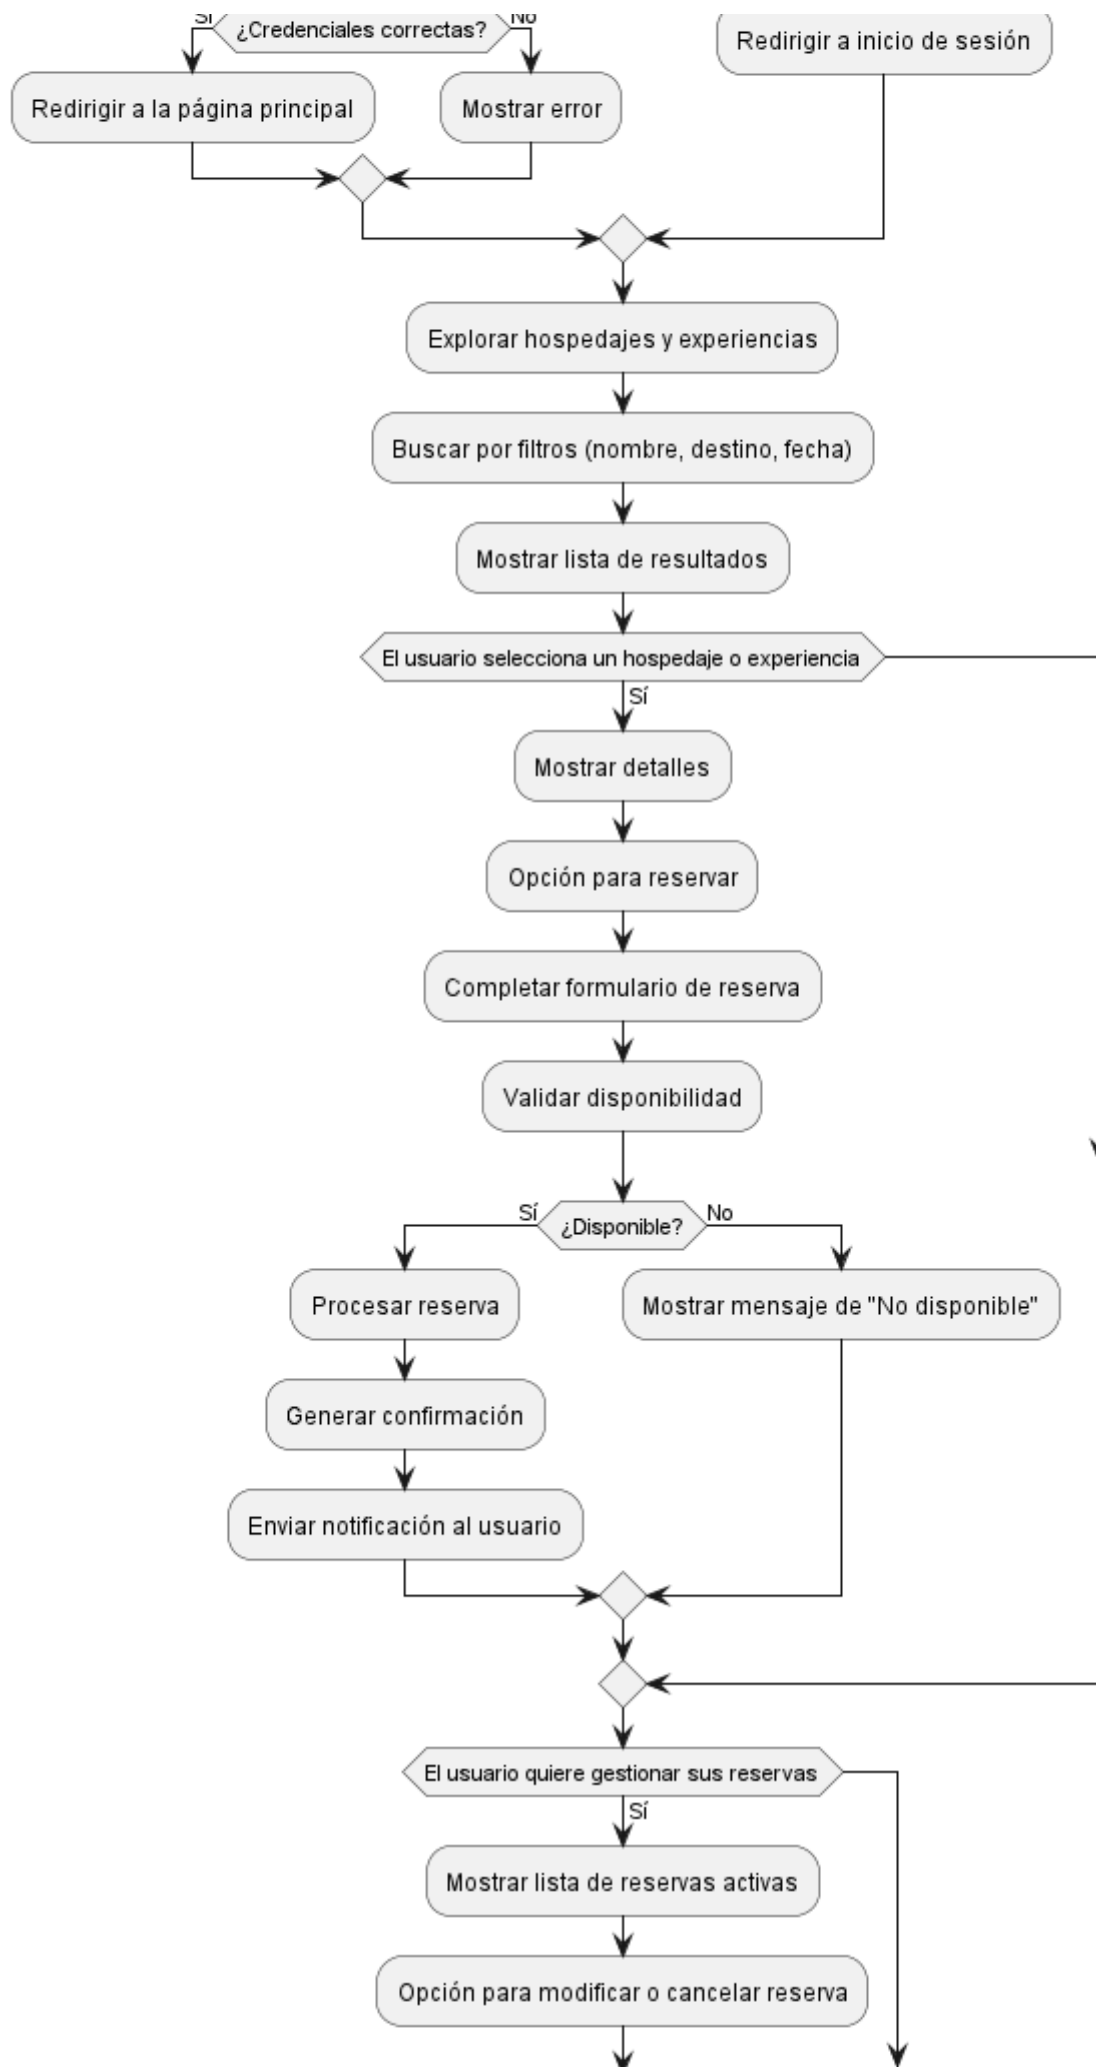 Sí
¿Credenciales correctas?
No
Redirigir a inicio de sesión
Redirigir a la página principal
Mostrar error
Explorar hospedajes y experiencias
Buscar por filtros (nombre, destino, fecha)
Mostrar lista de resultados
El usuario selecciona un hospedaje o experiencia
Sí
Mostrar detalles
Opción para reservar
Completar formulario de reserva
Validar disponibilidad
Sí
¿Disponible?
No
Procesar reserva
Mostrar mensaje de "No disponible"
Generar confirmación
Enviar notificación al usuario
El usuario quiere gestionar sus reservas
Sí
Mostrar lista de reservas activas
Opción para modificar o cancelar reserva